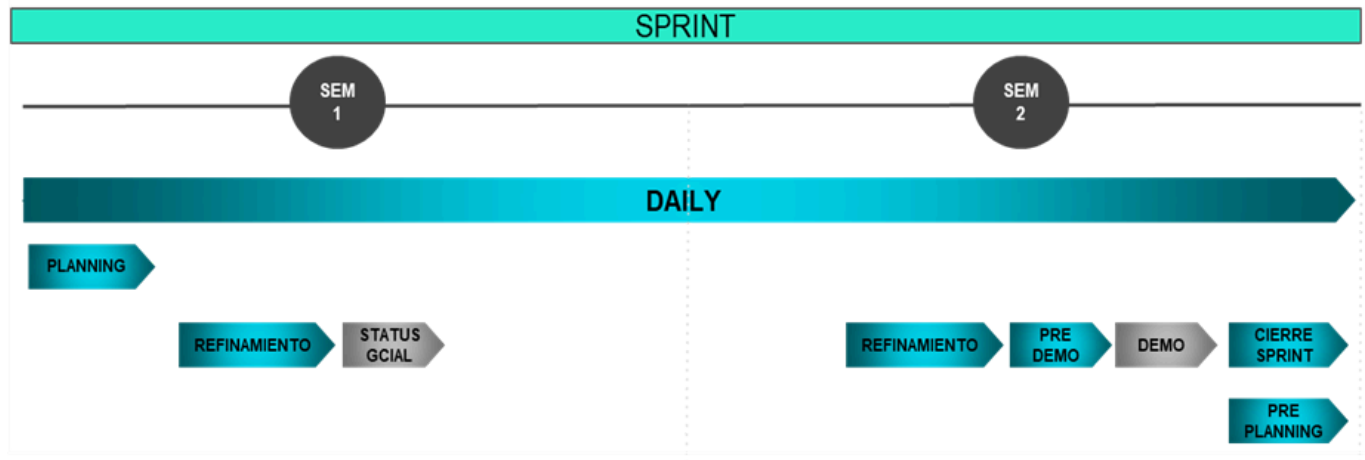 SPRINT
SEM
1
SEM
2
DAILY
PLANNING
REFINAMIENTO
STATUS
GCIAL
REFINAMIENTO
PRE
DEMO
DEMO
CIERRE
SPRINT
PRE
PLANNING